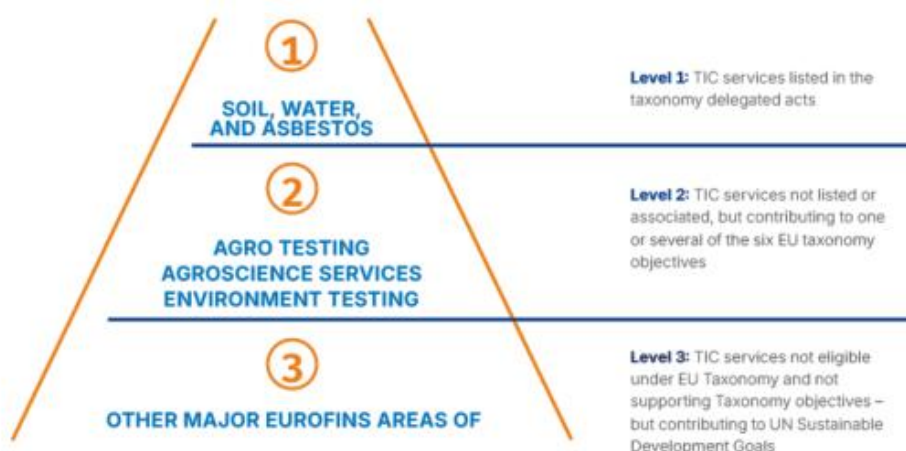 1
SOIL, WATER,
AND ASBESTOS
Level 1: TIC services listed in the
taxonomy delegated acts
2
AGRO TESTING
AGROSCIENCE SERVICES
ENVIRONMENT TESTING
Level 2: TIC services not listed or
associated, but contributing to one
or several of the six EU taxonomy
objectives
3
OTHER MAJOR EUROFINS AREAS OF
Level 3: TIC services not eligible
under EU Taxonomy and not
supporting Taxonomy objectives –
but contributing to UN Sustainable
Development Goals